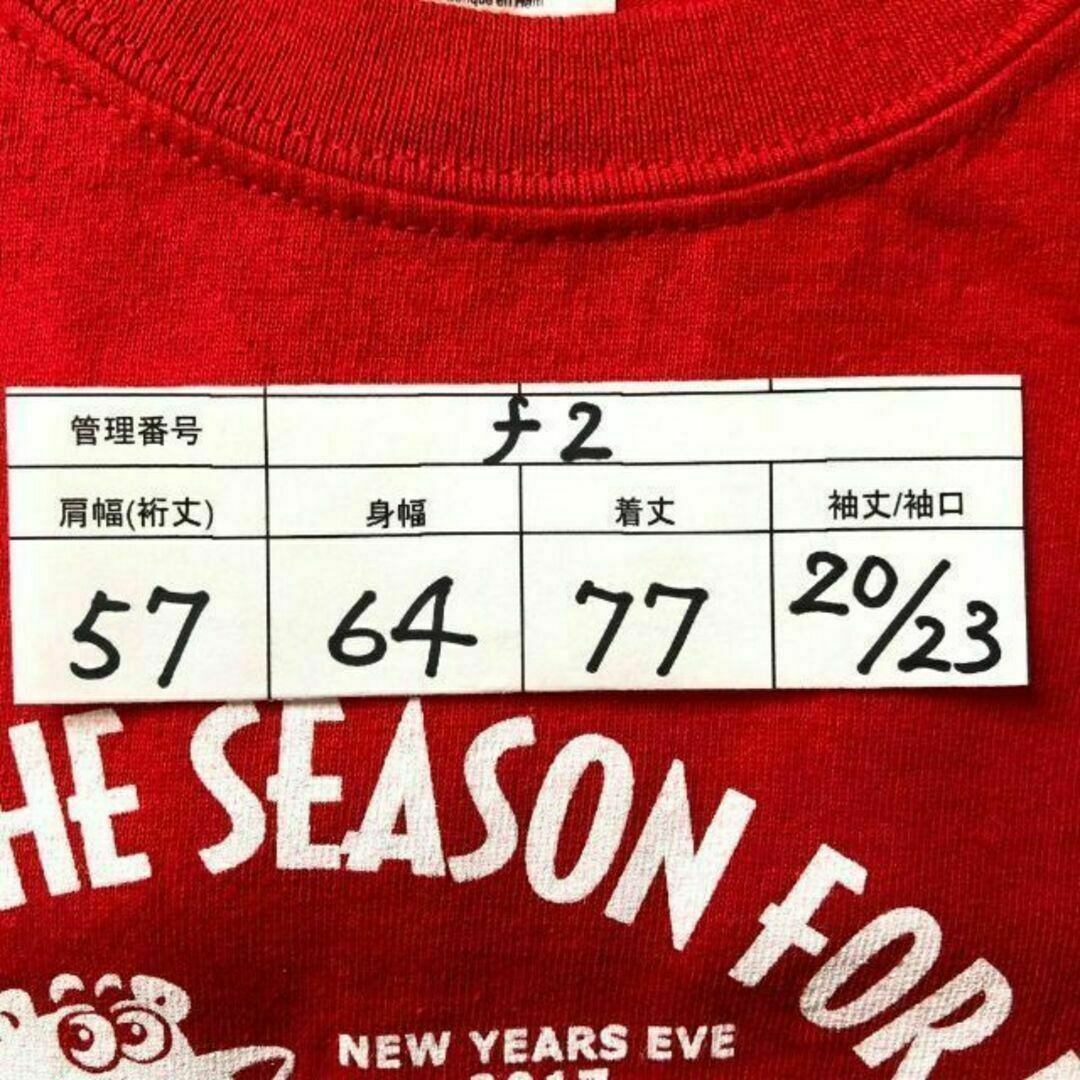 管理番号 f2
肩幅(裄丈) 身幅 着丈 袖丈/袖口
57 64 77 20/23
HE SEASON FOR
NEW YEARS EVE
2017